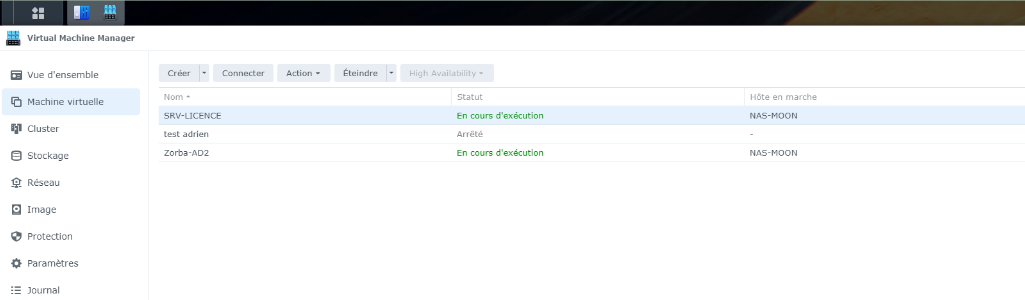 Virtual Machine Manager
Vue d'ensemble
Machine virtuelle
Cluster
Stockage
Réseau
Image
Protection
Paramètres
Journal
Créer Connecter Action Éteindre High Availability
Nom Statut Hôte en marche
SRV-LICENCE En cours d'exécution NAS-MOON
test adrien Arrêté -
Zorba-AD2 En cours d'exécution NAS-MOON